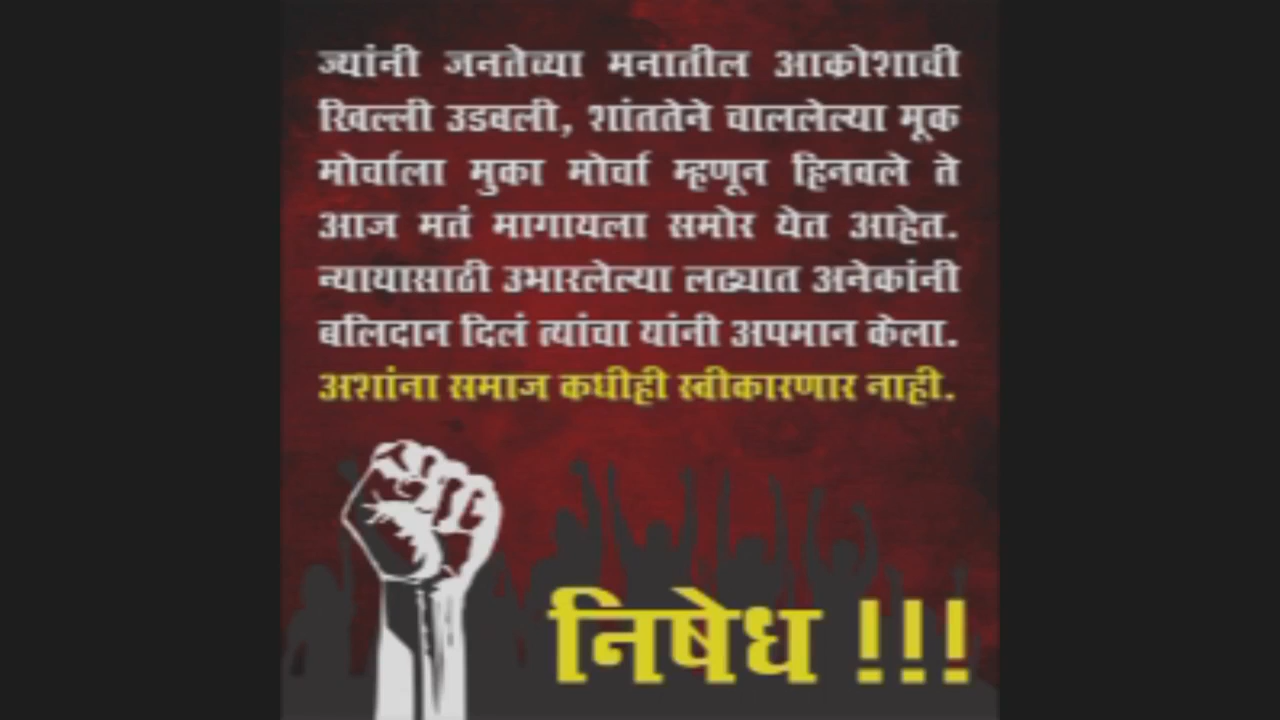 ज्यांनी जनतेच्या मनातील आक्रोशाची
खिल्ली उडवली, शांततेने चाललेल्या मूक
मोर्चाला मुका मोर्चा म्हणून हिनवले ते
आज मतं मागायला समोर येत आहेत.
न्यायासाठी उभारलेल्या लढ्यात अनेकांनी
बलिदान दिलं त्यांचा यांनी अपमान केला.
अशांना समाज कधीही स्वीकारणार नाही.
निषेध !!!